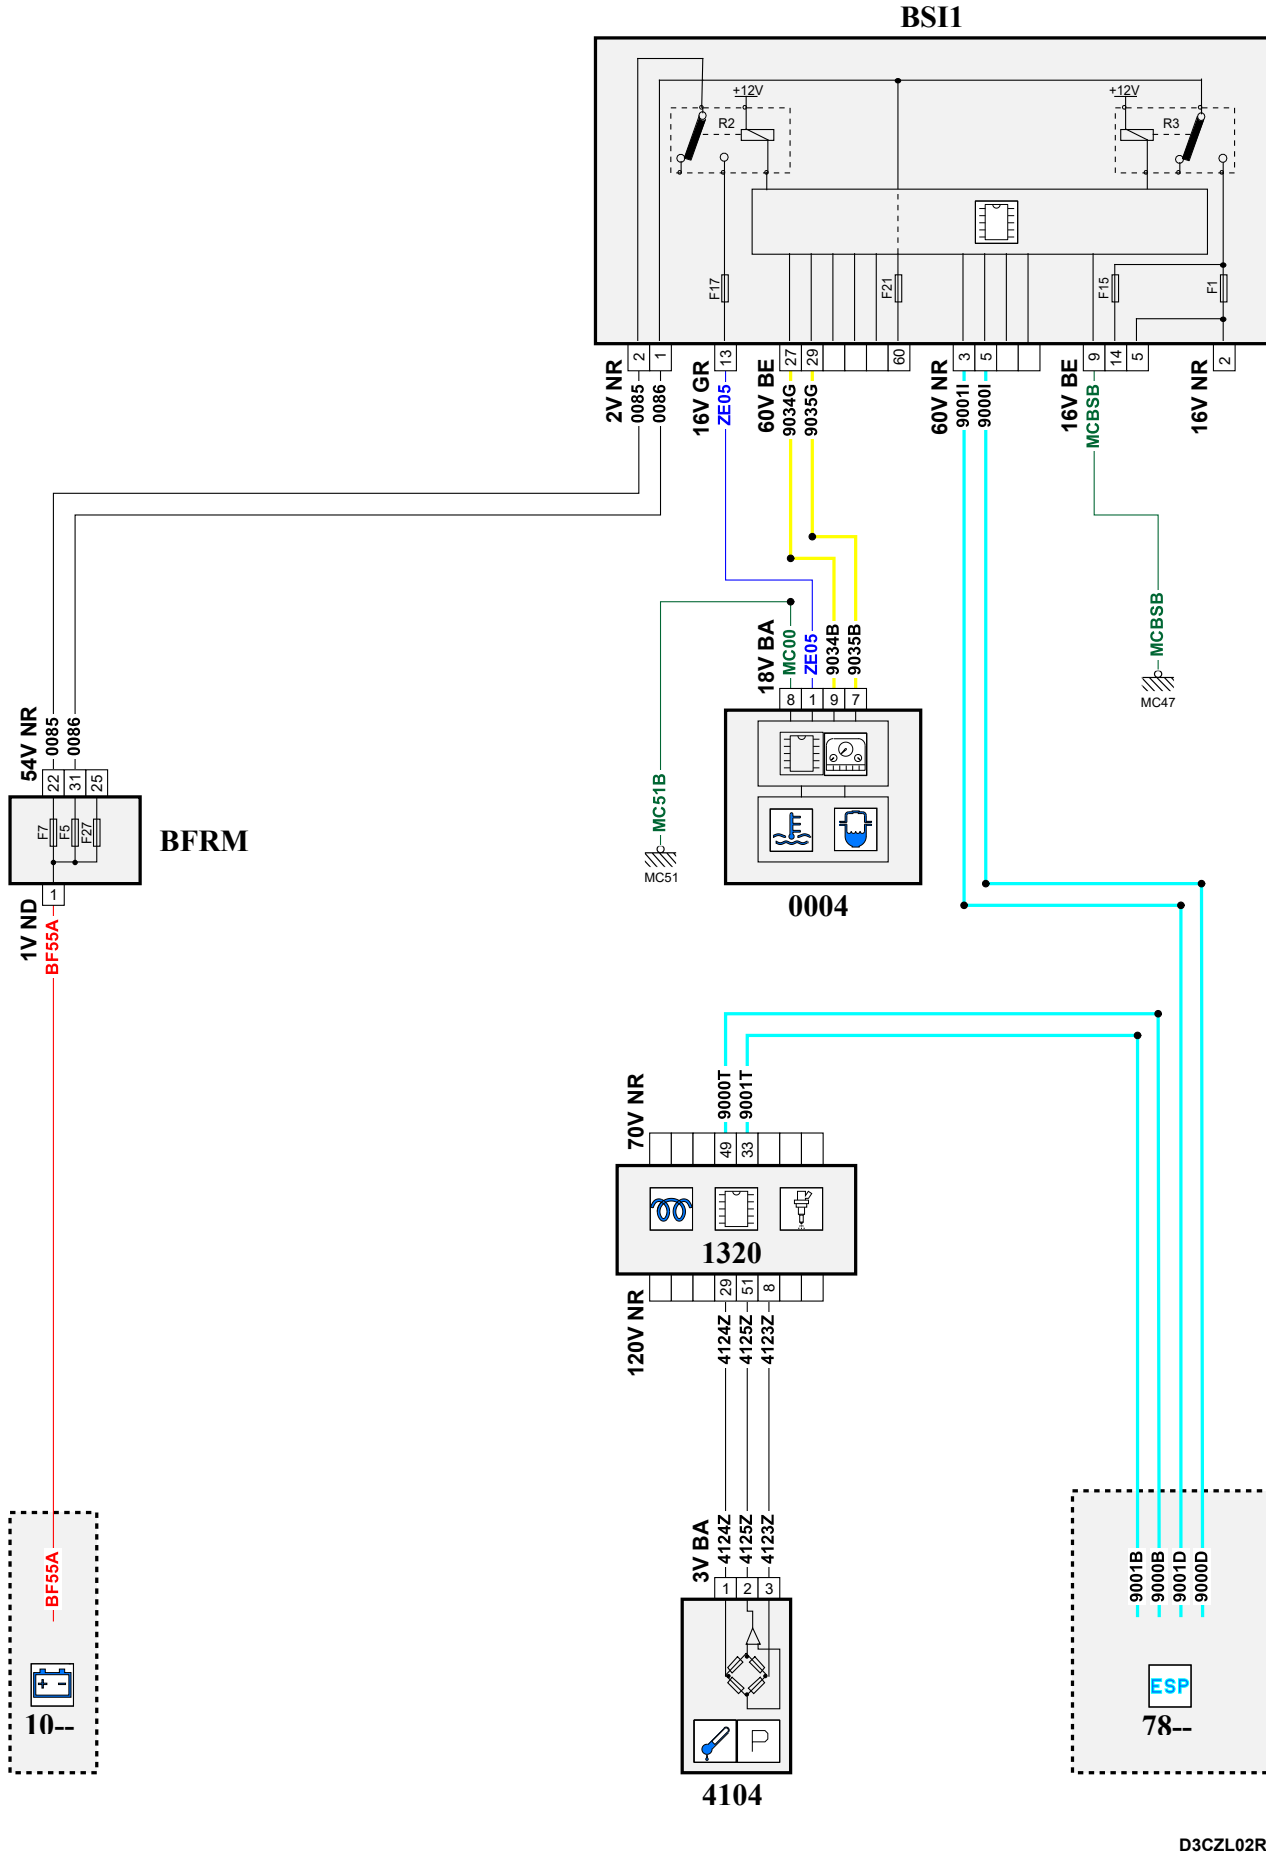 BSI1
+12V
R2
+12V
R3
F17
F21
F15
F1
2V NR
2
1
16V GR
13
60V BE
27
29
60
60V NR
3
5
16V BE
9
14
5
16V NR
2
0085
0086
ZE05
9034G
9035G
9001I
9000I
MCBSB
MCBSB
MC47
18V BA
MC00
ZE05
9034B
9035B
8
1
9
7
0004
MC51B
MC51
54V NR
0085
0086
22
31
25
F7
F5
F27
BFRM
1
1V ND
BF55A
70V NR
9000T
9001T
49
33
1320
120V NR
29
51
8
4124Z
4125Z
4123Z
3V BA
4124Z
4125Z
4123Z
1
2
3
P
4104
BF55A
+ -
10--
9001B
9000B
9001D
9000D
ESP
78--
D3CZL02R